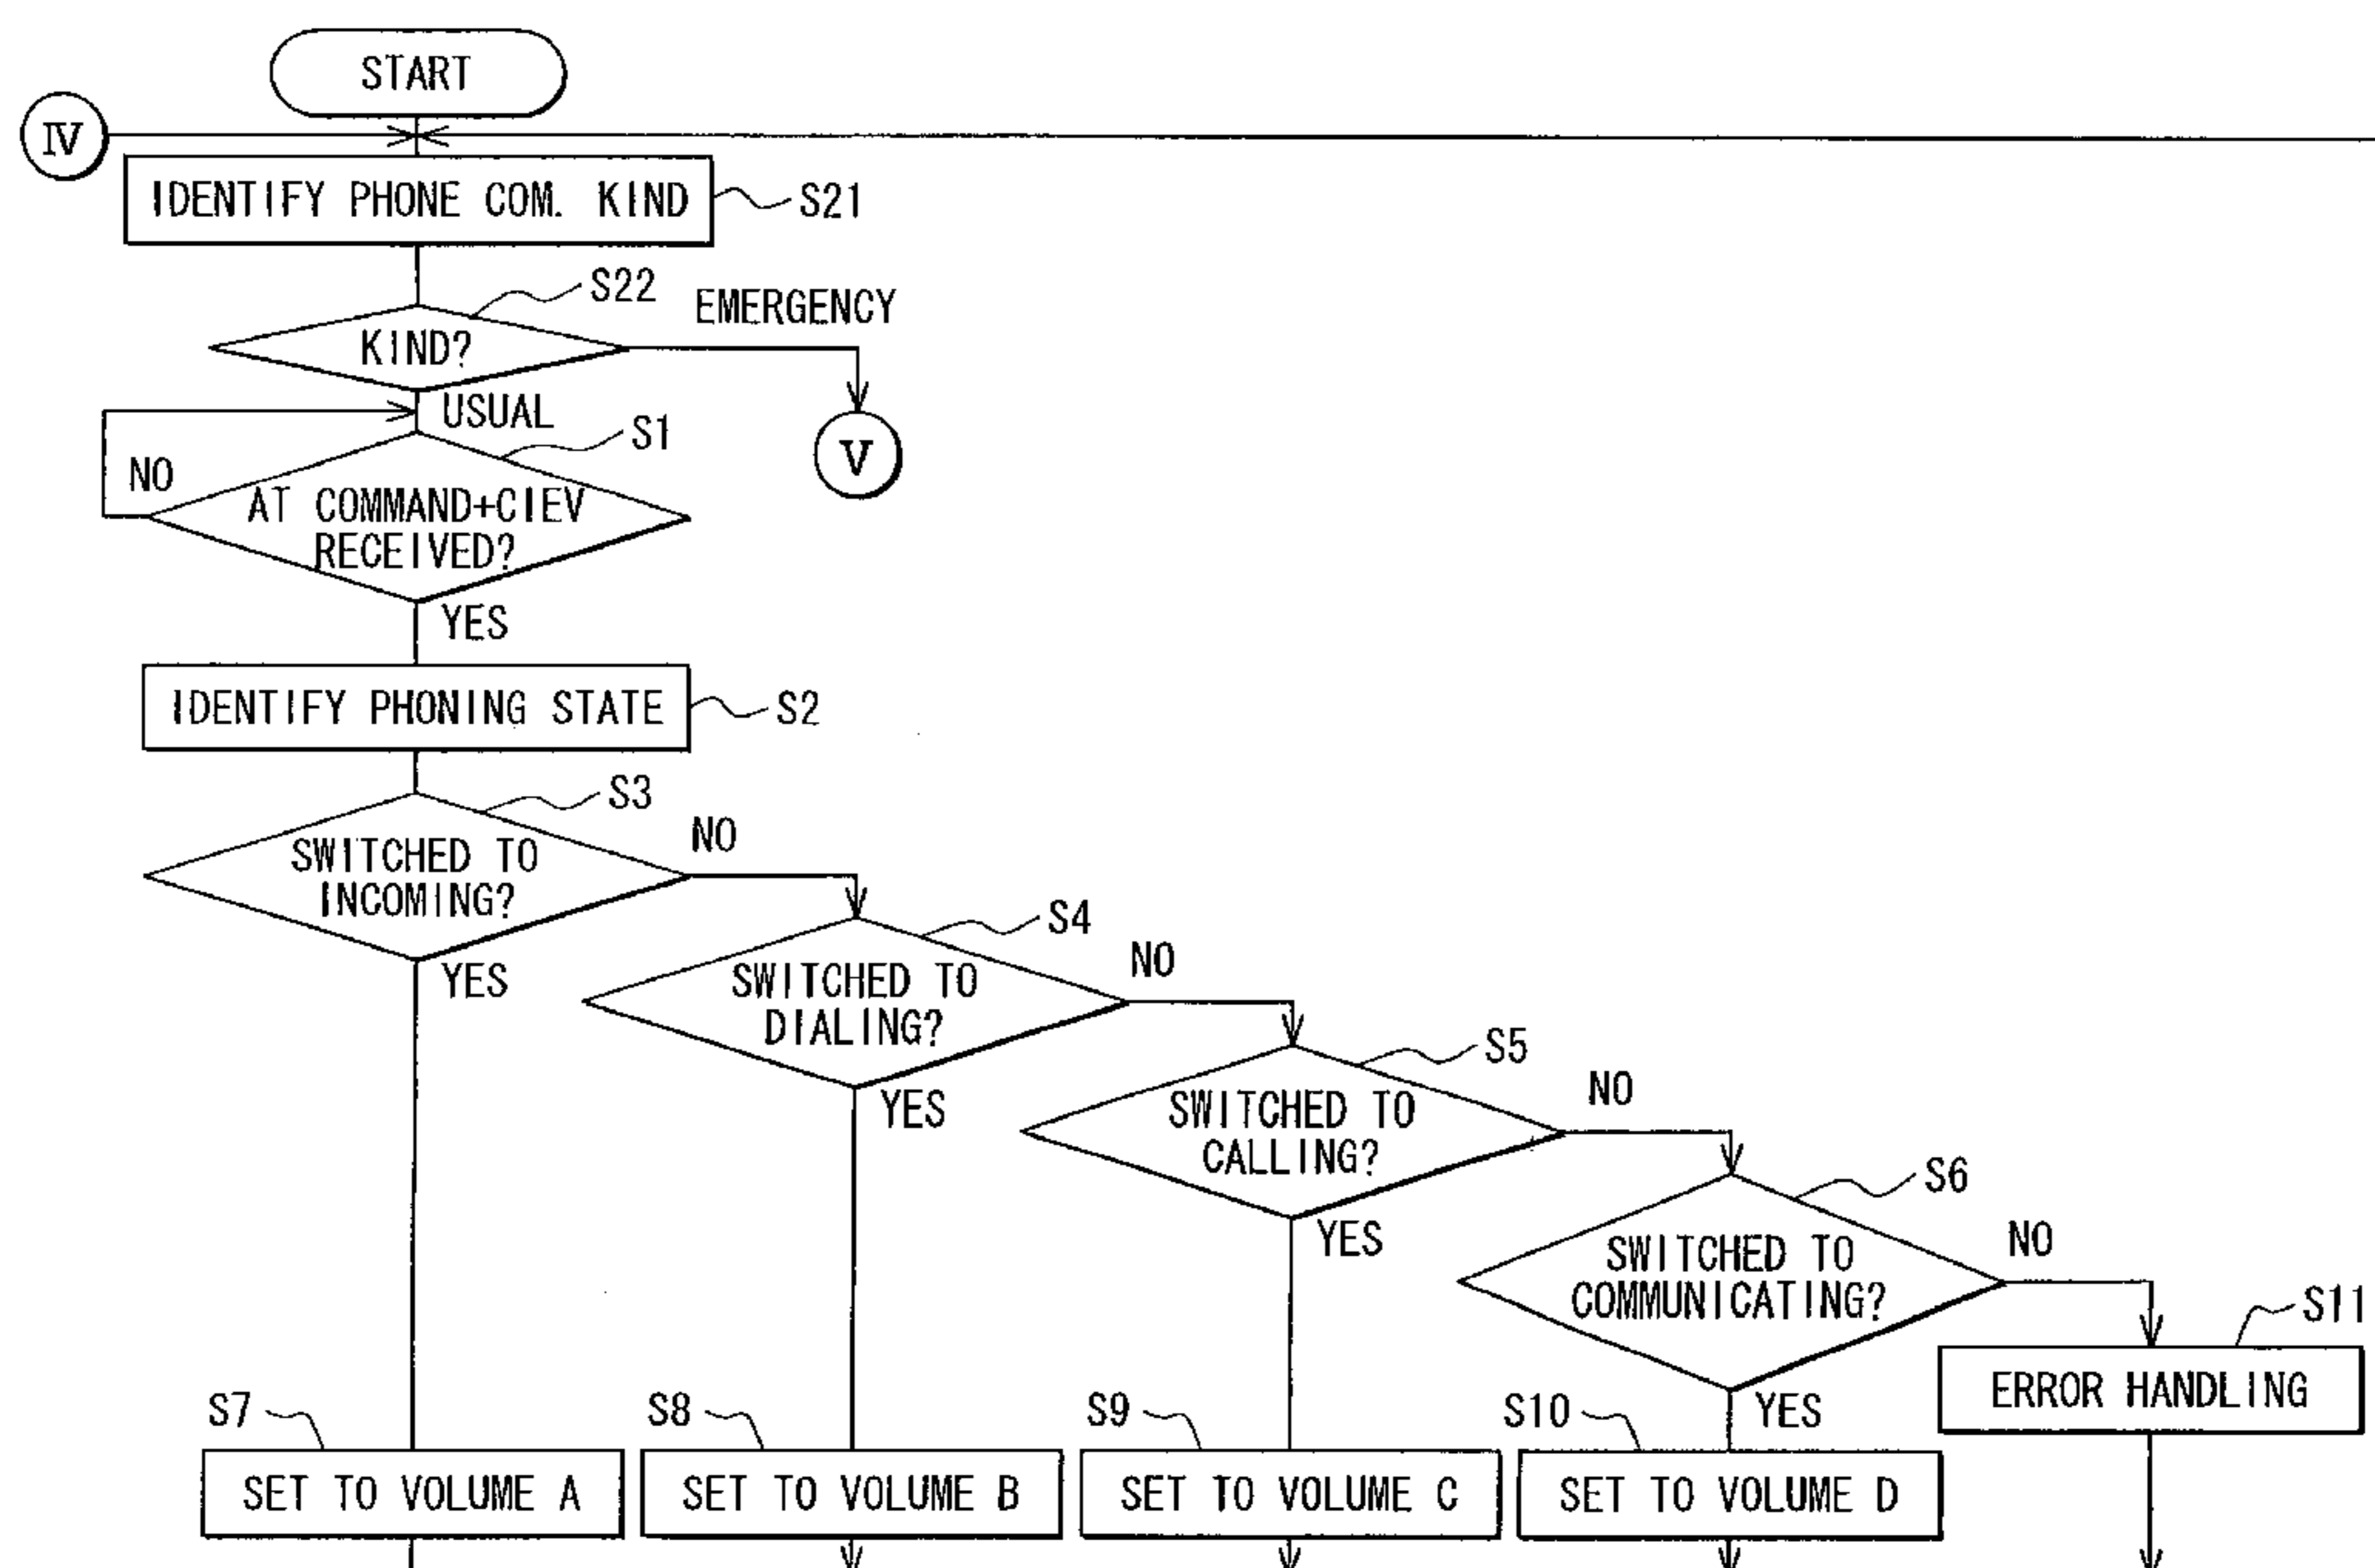 START
IV
IDENTIFY PHONE COM. KIND
S21
S22
EMERGENCY
KIND?
USUAL
S1
V
NO
AT COMMAND+CIEV
RECEIVED?
YES
IDENTIFY PHONING STATE
S2
S3
NO
SWITCHED TO
INCOMING?
S4
YES
NO
SWITCHED TO
DIALING?
S5
YES
NO
SWITCHED TO
CALLING?
S6
YES
NO
SWITCHED TO
COMMUNICATING?
S11
ERROR HANDLING
S7
S8
S9
S10
YES
SET TO VOLUME A
SET TO VOLUME B
SET TO VOLUME C
SET TO VOLUME D